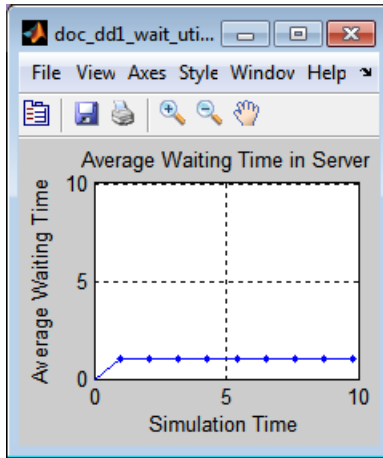 doc_dd1_wait_uti...
File View Axes Style Windov Help
Average Waiting Time in Server
Average Waiting Time
10
5
0
0 5 10
Simulation Time